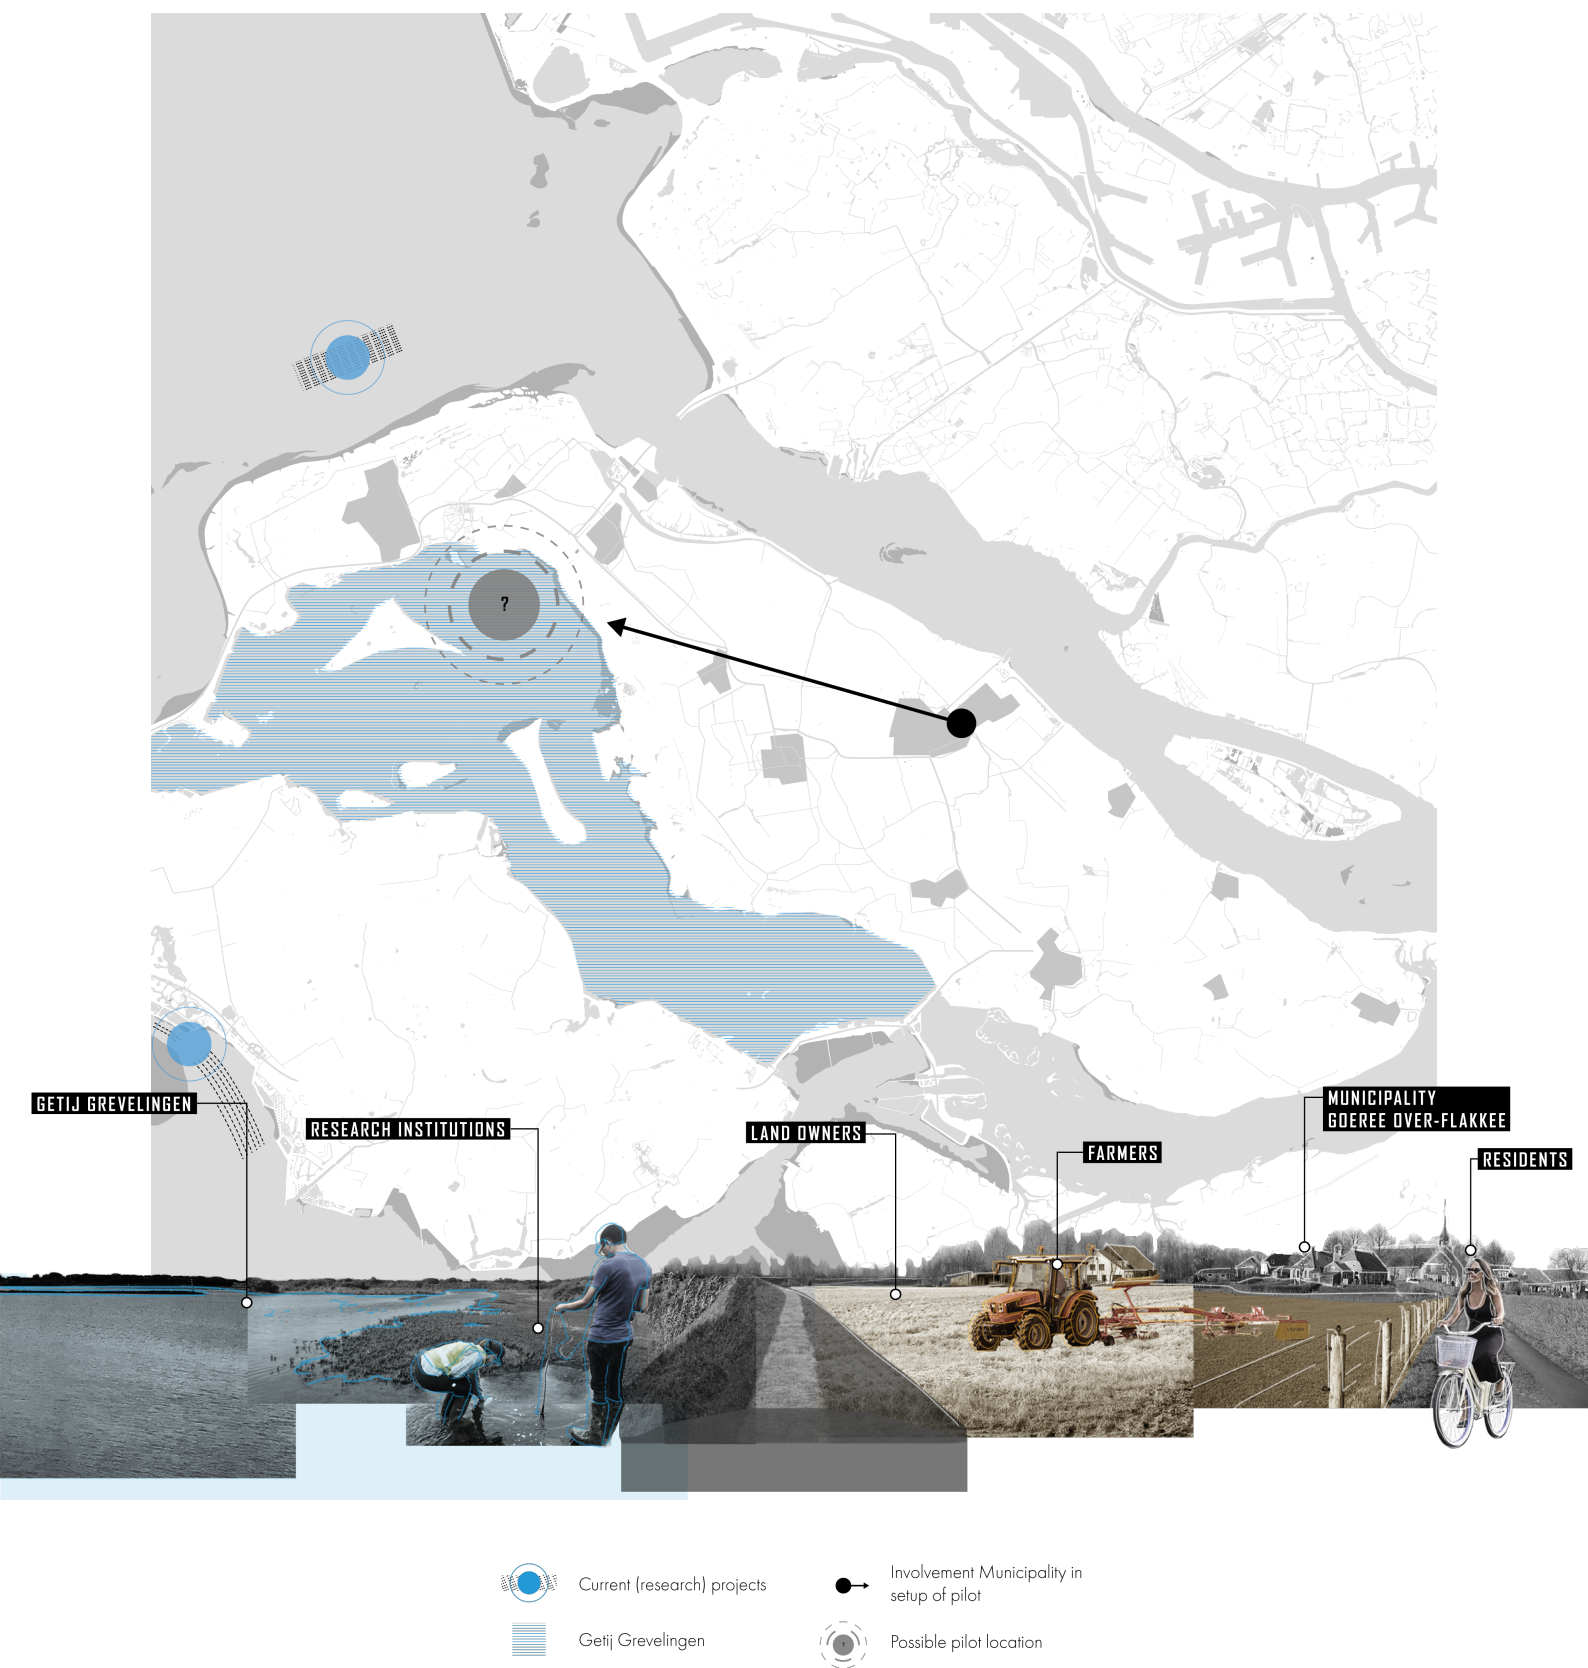 ?
GETIJ GREVELINGEN
RESEARCH INSTITUTIONS
LAND OWNERS
FARMERS
MUNICIPALITY
GOEREE OVER-FLAKKEE
RESIDENTS
Current (research) projects
Getij Grevelingen
Involvement Municipality in
setup of pilot
?
Possible pilot location